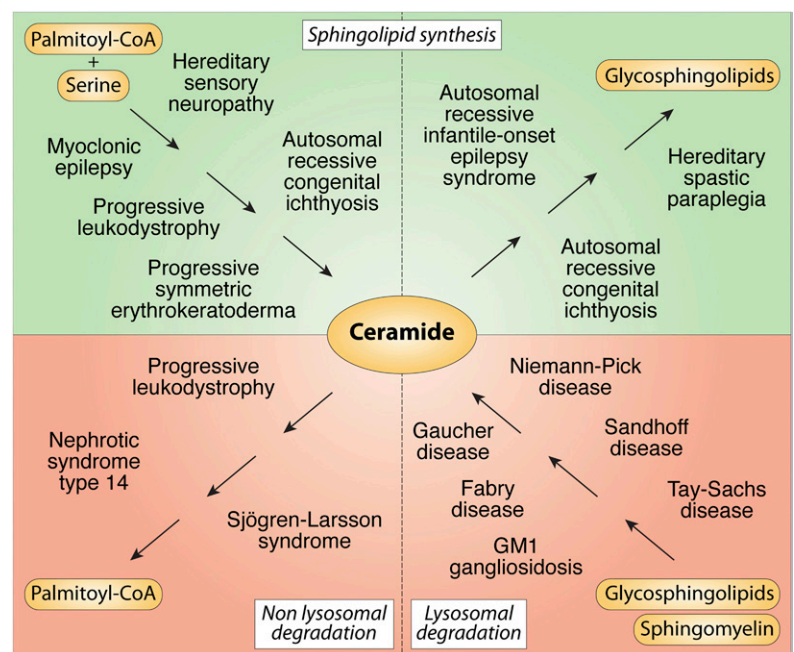 Sphingolipid synthesis
Palmitoyl-CoA
+
Serine
Hereditary
sensory
neuropathy
Myoclonic
epilepsy
Autosomal
recessive
congenital
ichthyosis
Progressive
leukodystrophy
Progressive
symmetric
erythrokeratoderma
Autosomal
recessive
infantile-onset
epilepsy
syndrome
Glycosphingolipids
Hereditary
spastic
paraplegia
Autosomal
recessive
congenital
ichthyosis
Ceramide
Progressive
leukodystrophy
Nephrotic
syndrome
type 14
Sjögren-Larsson
syndrome
Palmitoyl-CoA
Non lysosomal
degradation
Niemann-Pick
disease
Gaucher
disease
Sandhoff
disease
Fabry
disease
Tay-Sachs
disease
GM1
gangliosidosis
Lysosomal
degradation
Glycosphingolipids
Sphingomyelin